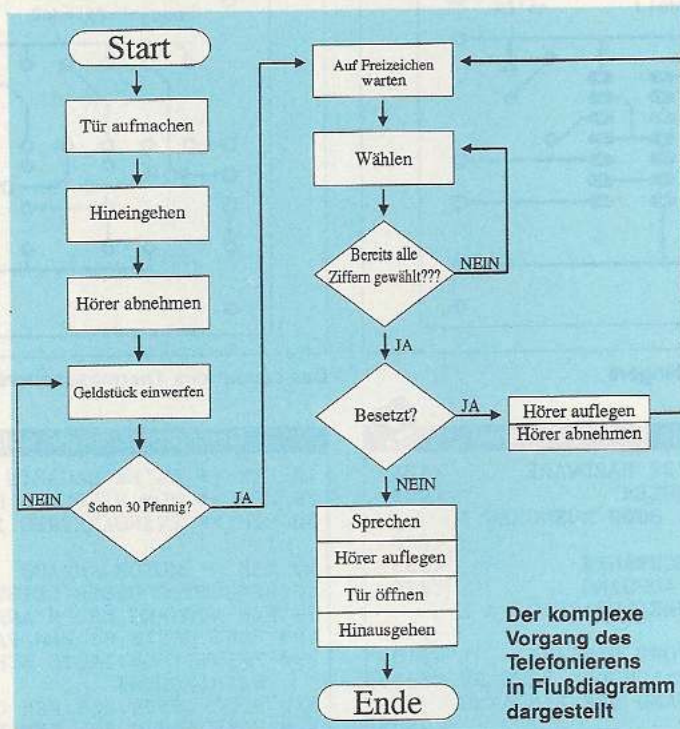 Start
Tür aufmachen
Hineingehen
Hörer abnehmen
Geldstück einwerfen
Schon 30 Pfennig?
NEIN
JA
Auf Freizeichen
warten
Wählen
Bereits alle
Ziffern gewählt???
NEIN
JA
Besetzt?
JA
Hörer auflegen
Hörer abnehmen
NEIN
Sprechen
Hörer auflegen
Tür öffnen
Hinausgehen
Ende
Der komplexe
Vorgang des
Telefonierens
in Flußdiagramm
dargestellt